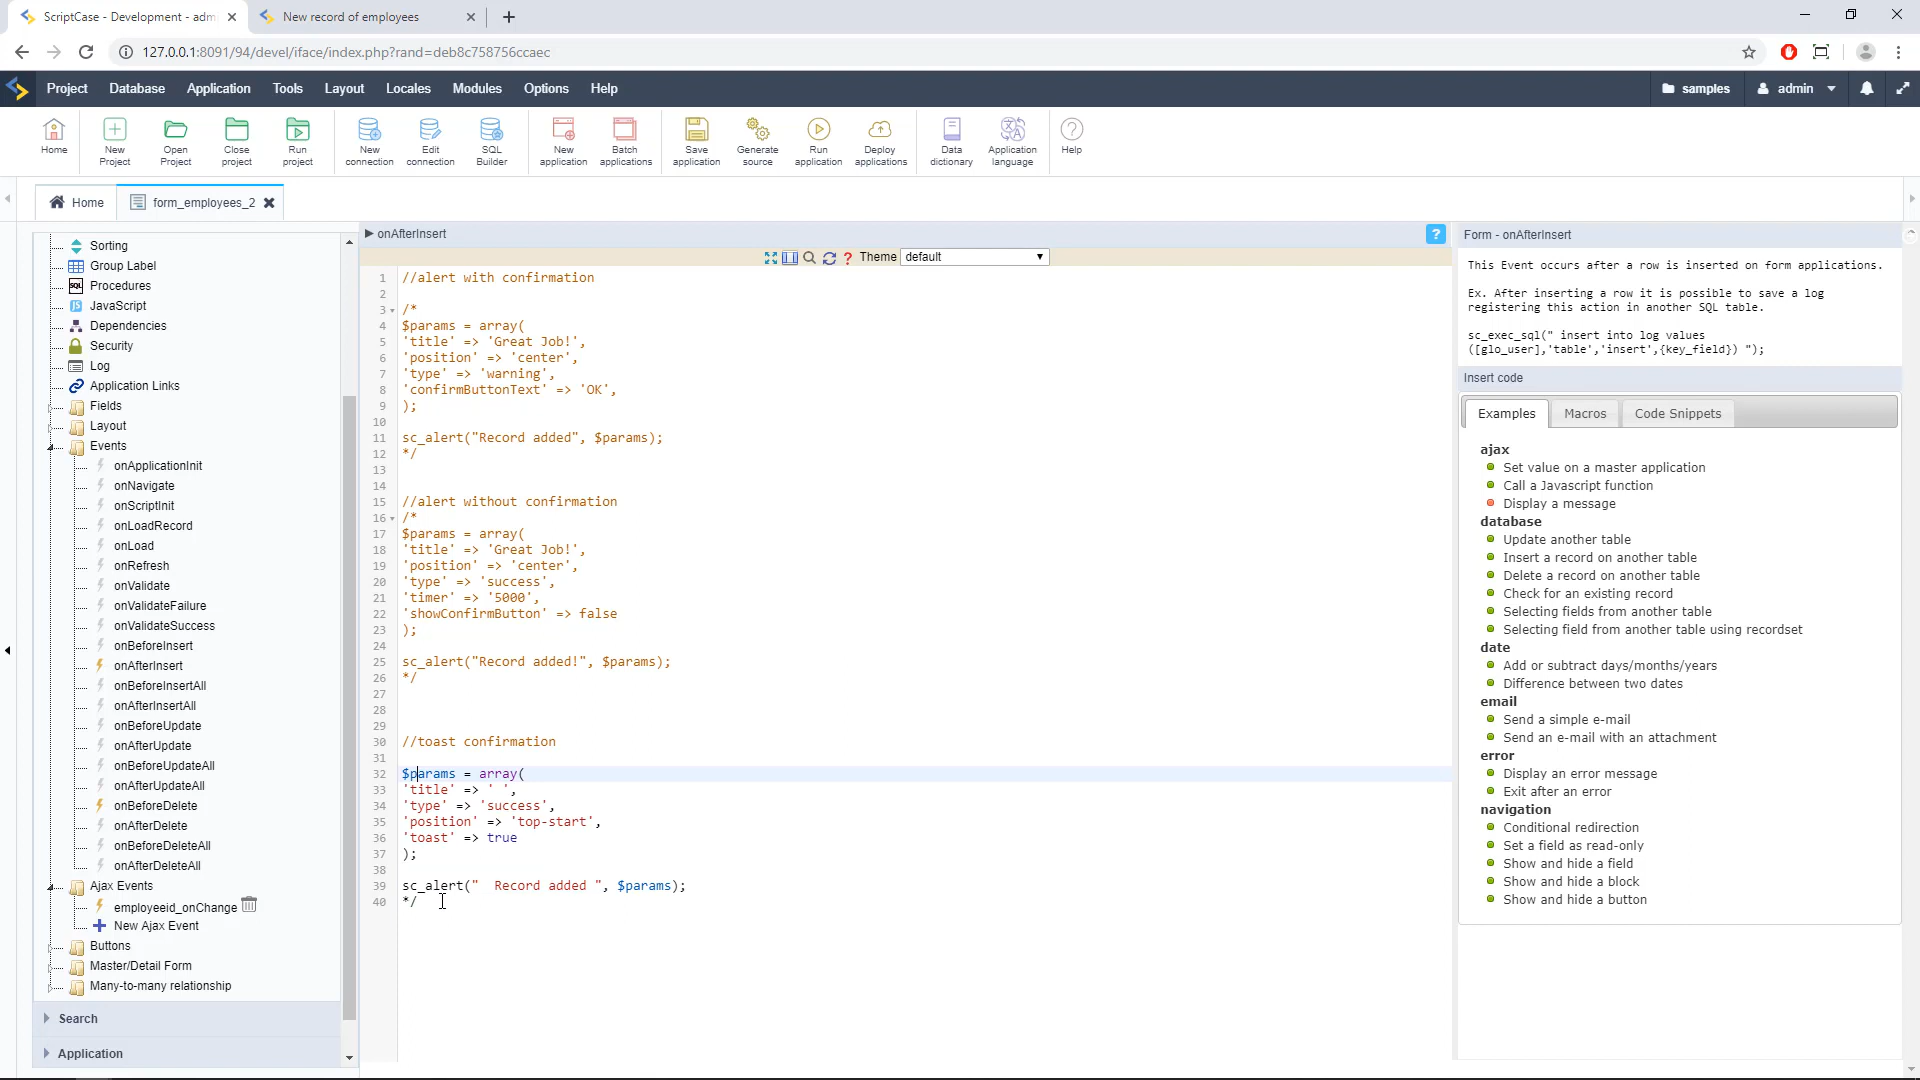 ScriptCase - Development - adm
New record of employees
127.0.0.1:8091/94/devel/iface/index.php?rand=deb8c758756ccaec
Project Database Application Tools Layout Locales Modules Options Help samples admin
Home
New Project
Open Project
Close project
Run project
New connection
Edit connection
SQL Builder
New application
Batch applications
Save application
Generate source
Run application
Deploy applications
Data dictionary
Application language
Help
Home form_employees_2
Sorting
Group Label
SQL Procedures
JavaScript
Dependencies
Security
Log
Application Links
Fields
Layout
Events
onApplicationInit
onNavigate
onScriptInit
onLoadRecord
onLoad
onRefresh
onValidate
onValidateFailure
onValidateSuccess
onBeforeInsert
onAfterInsert
onBeforeInsertAll
onAfterInsertAll
onBeforeUpdate
onAfterUpdate
onBeforeUpdateAll
onAfterUpdateAll
onBeforeDelete
onAfterDelete
onBeforeDeleteAll
onAfterDeleteAll
Ajax Events
employeeid_onChange
New Ajax Event
Buttons
Master/Detail Form
Many-to-many relationship
Search
Application
onAfterInsert ?
? Theme default
1 //alert with confirmation
2
3 /*
4 $params = array(
5 'title' => 'Great Job!',
6 'position' => 'center',
7 'type' => 'warning',
8 'confirmButtonText' => 'OK',
9 );
10
11 sc_alert("Record added", $params);
12 */
13
14
15 //alert without confirmation
16 /*
17 $params = array(
18 'title' => 'Great Job!',
19 'position' => 'center',
20 'type' => 'success',
21 'timer' => '5000',
22 'showConfirmButton' => false
23 );
24
25 sc_alert("Record added!", $params);
26 */
27
28
29
30 //toast confirmation
31
32 $params = array(
33 'title' => ' ',
34 'type' => 'success',
35 'position' => 'top-start',
36 'toast' => true
37 );
38
39 sc_alert("  Record added ", $params);
40 */
Form - onAfterInsert
This Event occurs after a row is inserted on form applications.
Ex. After inserting a row it is possible to save a log
registering this action in another SQL table.
sc_exec_sql(" insert into log values
([glo_user],'table','insert',{key_field}) ");
Insert code
Examples Macros Code Snippets
ajax
Set value on a master application
Call a Javascript function
Display a message
database
Update another table
Insert a record on another table
Delete a record on another table
Check for an existing record
Selecting fields from another table
Selecting field from another table using recordset
date
Add or subtract days/months/years
Difference between two dates
email
Send a simple e-mail
Send an e-mail with an attachment
error
Display an error message
Exit after an error
navigation
Conditional redirection
Set a field as read-only
Show and hide a field
Show and hide a block
Show and hide a button